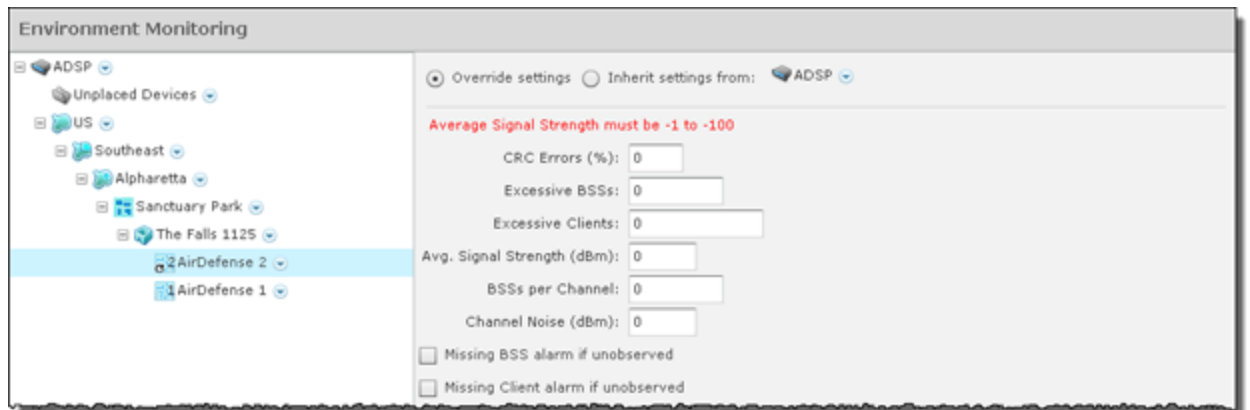 Environment Monitoring
ADSP
Unplaced Devices
US
Southeast
Alpharetta
Sanctuary Park
The Falls 1125
2 AirDefense 2
1 AirDefense 1
Override settings Inherit settings from: ADSP
Average Signal Strength must be -1 to -100
CRC Errors (%): 0
Excessive BSSs: 0
Excessive Clients: 0
Avg. Signal Strength (dBm): 0
BSSs per Channel: 0
Channel Noise (dBm): 0
Missing BSS alarm if unobserved
Missing Client alarm if unobserved